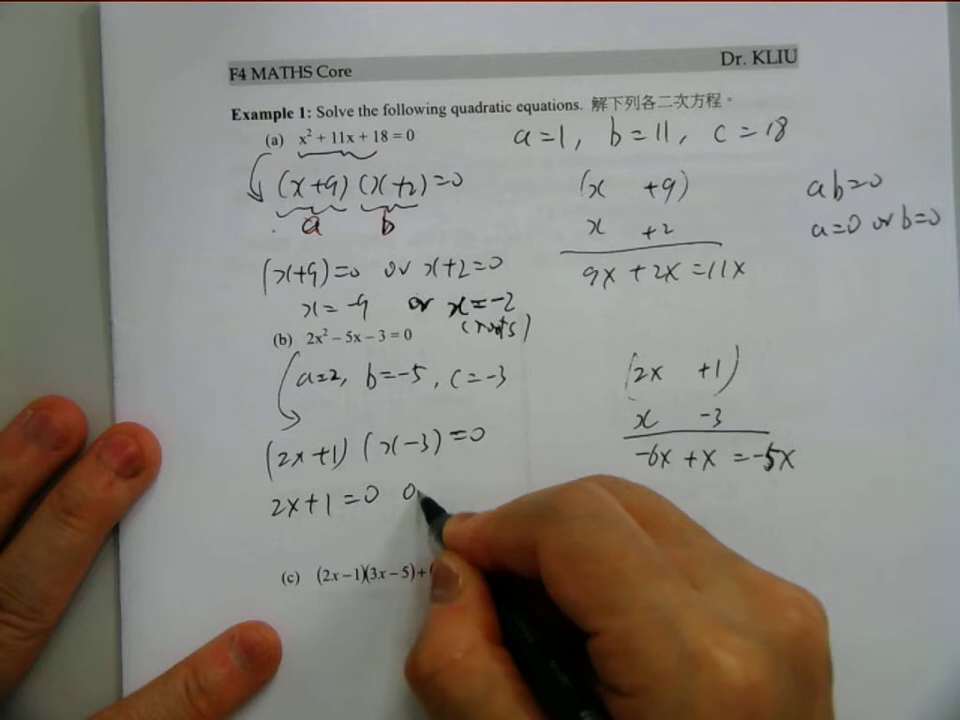 F4 MATHS Core Dr. KLIU
Example 1: Solve the following quadratic equations. 解下列各二次方程。
(a) x² + 11x + 18 = 0 a = 1, b = 11, c = 18
(x+9) (x+2) = 0 (x +9) ab=0
a b x +2 a=0 or b=0
(x+9)=0 or x+2=0 9x + 2x = 11x
x = -9 or x = -2
(roots)
(b) 2x² – 5x – 3 = 0
a=2, b=-5, c=-3 (2x +1)
x -3
(2x+1) (x-3) = 0 -6x + x = -5x
2x+1 = 0 o
(c) (2x – 1)(3x – 5) + (